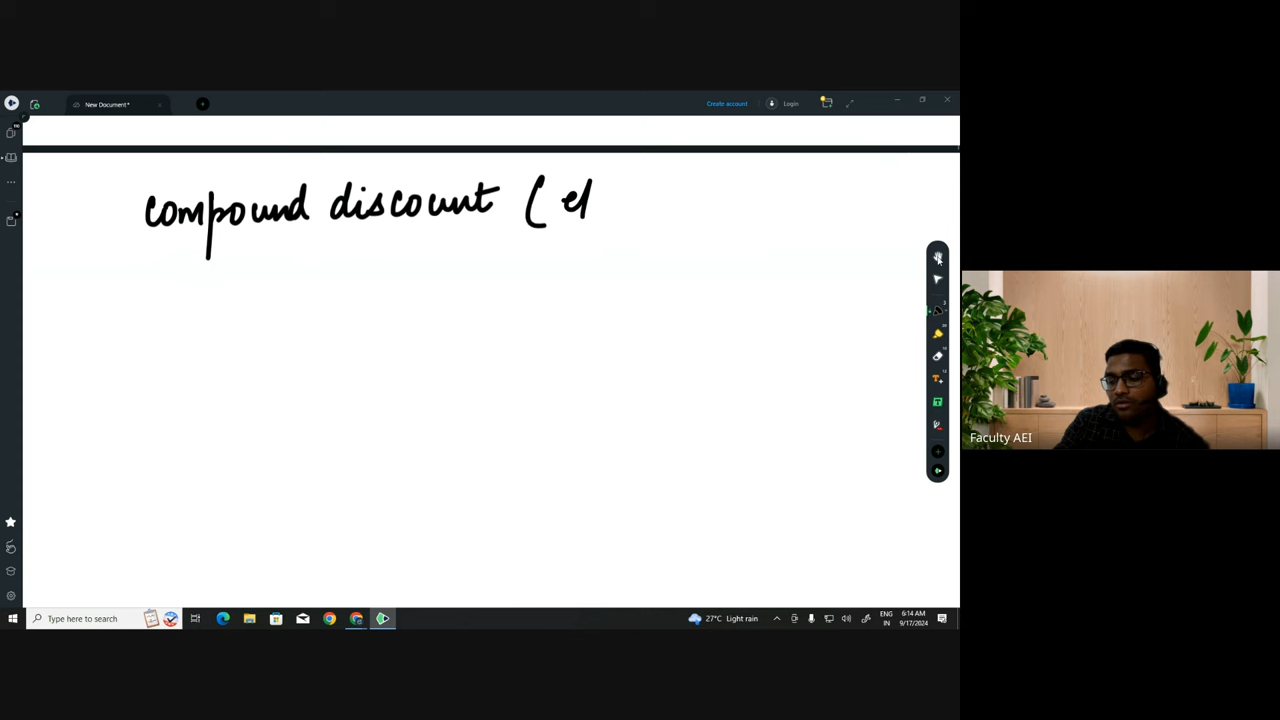 New Document*
Create account
Login
compound discount ( ef
Faculty AEI
Type here to search
27°C Light rain
ENG
IN
6:14 AM
9/17/2024